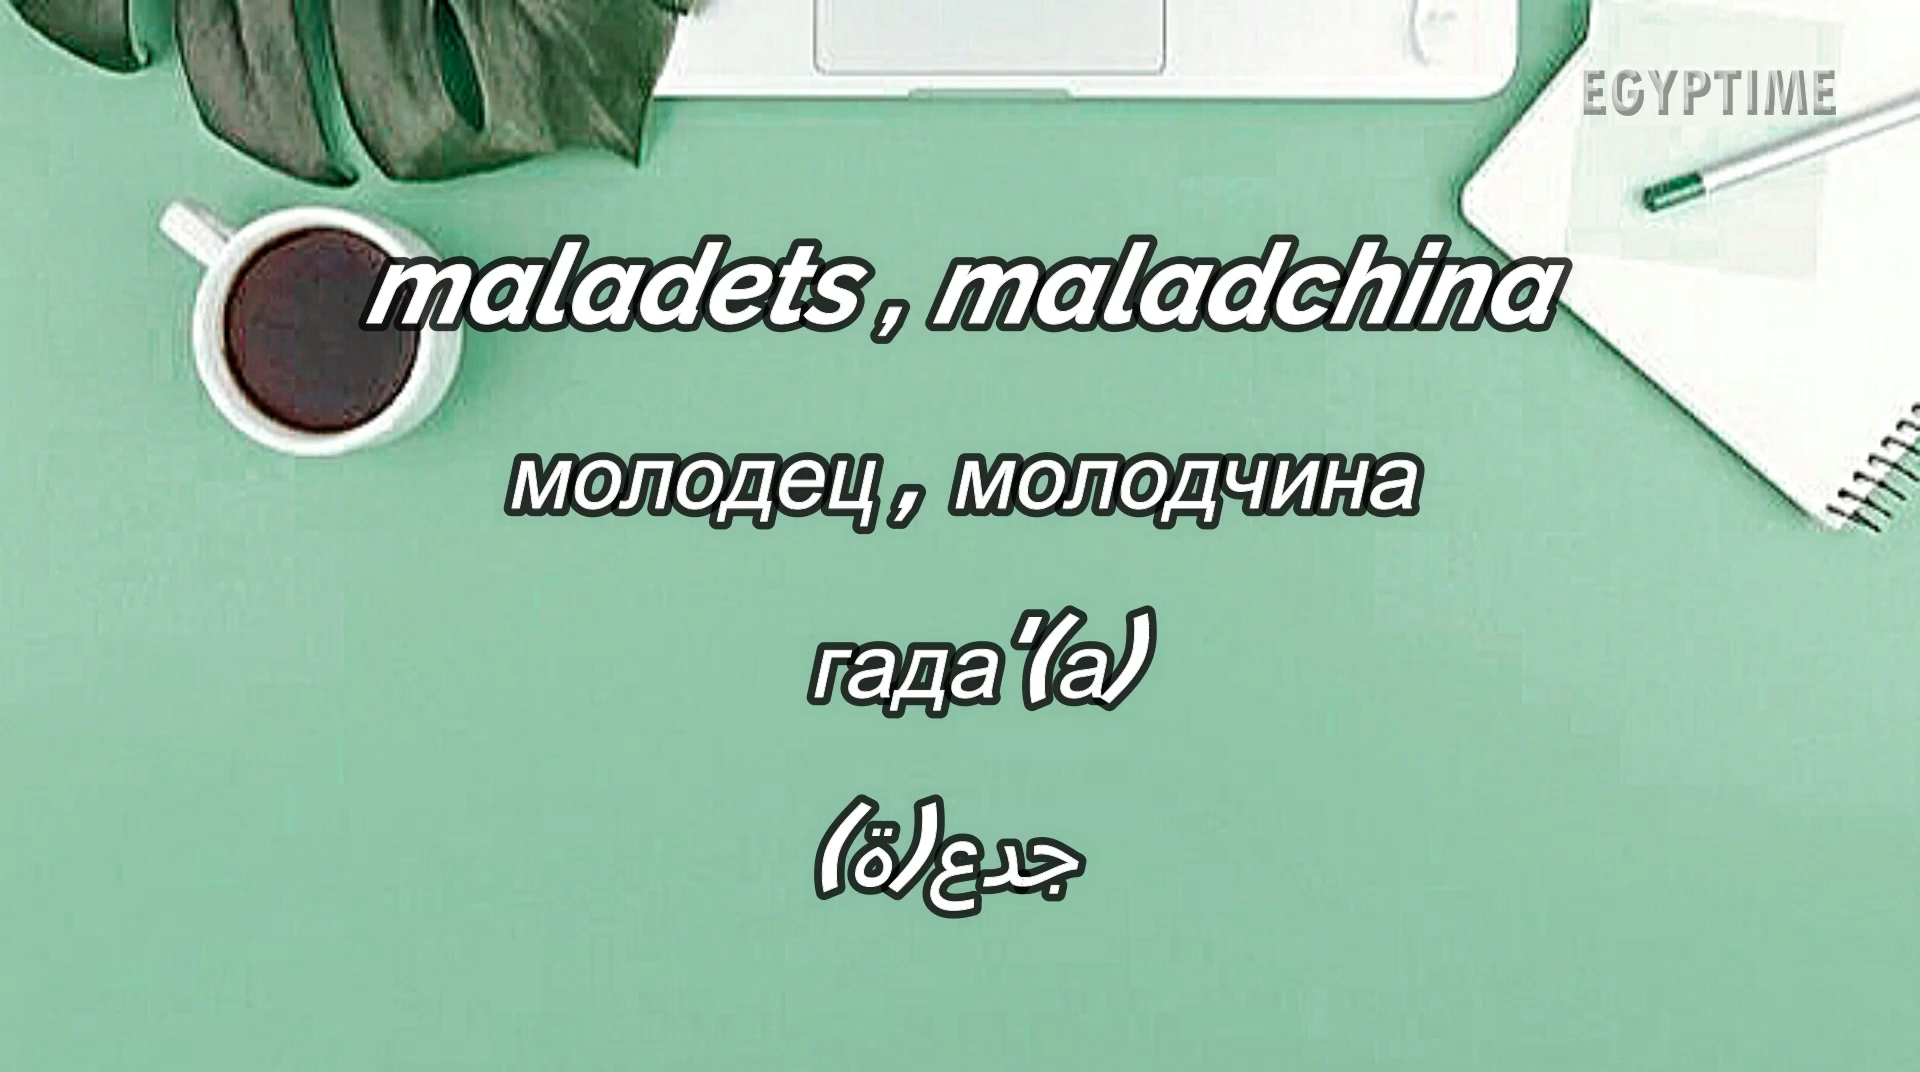 EGYPTIME
maladets , maladchina
молодец , молодчина
гада'(а)
جدع(ة)